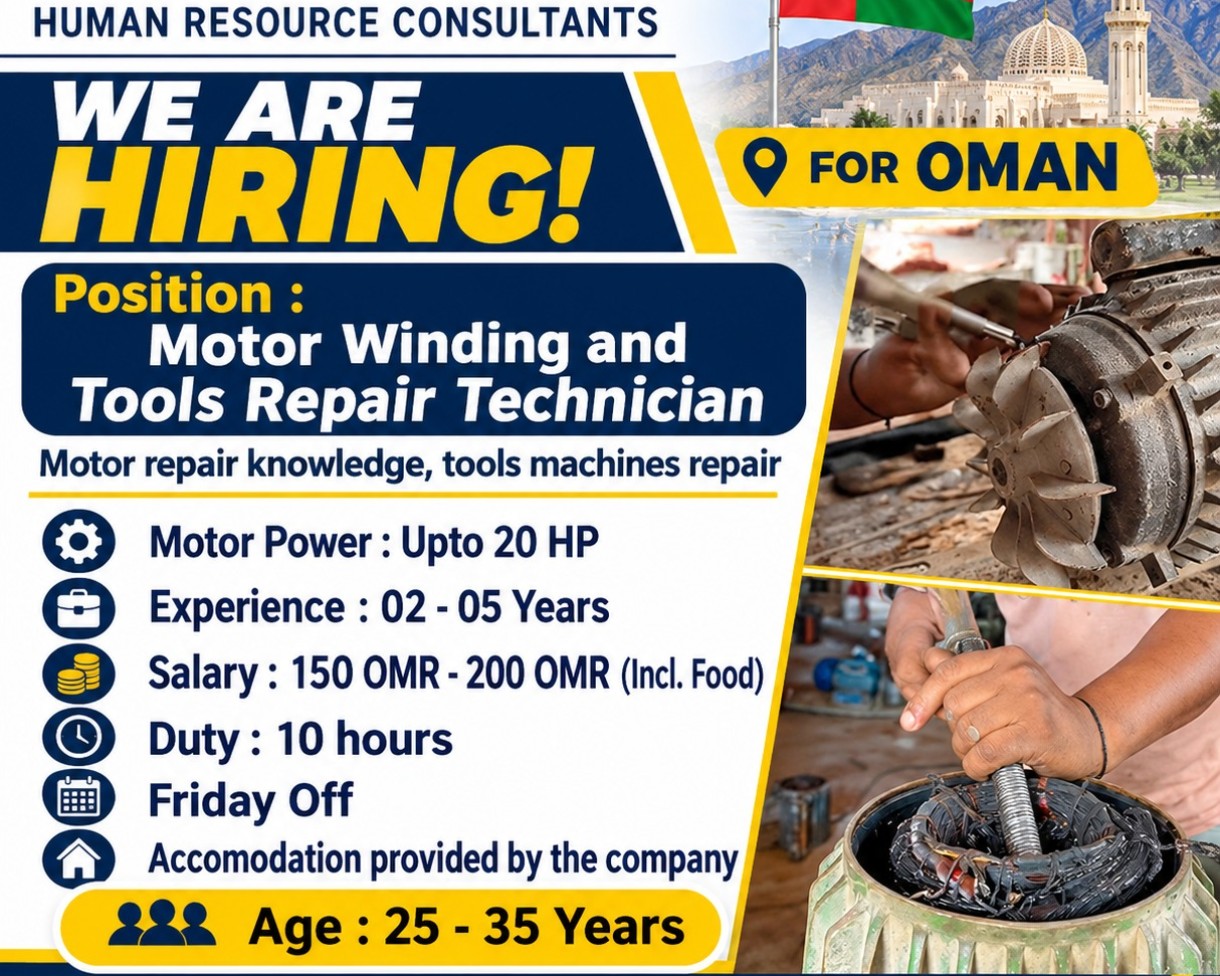 HUMAN RESOURCE CONSULTANTS
WE ARE
HIRING!
FOR OMAN
Position :
Motor Winding and
Tools Repair Technician
Motor repair knowledge, tools machines repair
Motor Power : Upto 20 HP
Experience : 02 - 05 Years
Salary : 150 OMR - 200 OMR (Incl. Food)
Duty : 10 hours
Friday Off
Accomodation provided by the company
Age : 25 - 35 Years